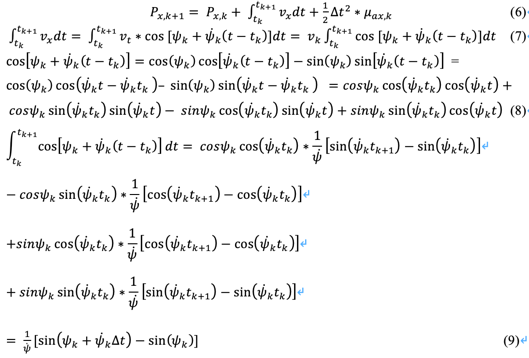 P_{x,k+1} = P_{x,k} + ∫_{t_k}^{t_{k+1}} v_x dt + ½Δt² * μ_{ax,k} (6)
∫_{t_k}^{t_{k+1}} v_x dt = ∫_{t_k}^{t_{k+1}} v_t * cos [ψ_k + ψ̇_k(t − t_k)]dt = v_k ∫_{t_k}^{t_{k+1}} cos [ψ_k + ψ̇_k(t − t_k)]dt (7)
cos[ψ_k + ψ̇_k(t − t_k)] = cos(ψ_k) cos[ψ̇_k(t − t_k)] − sin(ψ_k) sin[ψ̇_k(t − t_k)] =
cos(ψ_k) cos(ψ̇_k t − ψ̇_k t_k) – sin(ψ_k) sin(ψ̇_k t − ψ̇_k t_k) = cosψ_k cos(ψ̇_k t_k) cos(ψ̇_k t) +
cosψ_k sin(ψ̇_k t_k) sin(ψ̇_k t) − sinψ_k cos(ψ̇_k t_k) sin(ψ̇_k t) + sinψ_k sin(ψ̇_k t_k) cos(ψ̇_k t) (8)
∫_{t_k}^{t_{k+1}} cos[ψ_k + ψ̇_k(t − t_k)] dt = cosψ_k cos(ψ̇_k t_k) * 1/ψ̇ [sin(ψ̇_k t_{k+1}) − sin(ψ̇_k t_k)]↵
− cosψ_k sin(ψ̇_k t_k) * 1/ψ̇ [cos(ψ̇_k t_{k+1}) − cos(ψ̇_k t_k)]↵
+sinψ_k cos(ψ̇_k t_k) * 1/ψ̇ [cos(ψ̇_k t_{k+1}) − cos(ψ̇_k t_k)]↵
+ sinψ_k sin(ψ̇_k t_k) * 1/ψ̇ [sin(ψ̇_k t_{k+1}) − sin(ψ̇_k t_k)]↵
= 1/ψ̇ [sin(ψ_k + ψ̇_k Δt) − sin(ψ_k)] (9)↵